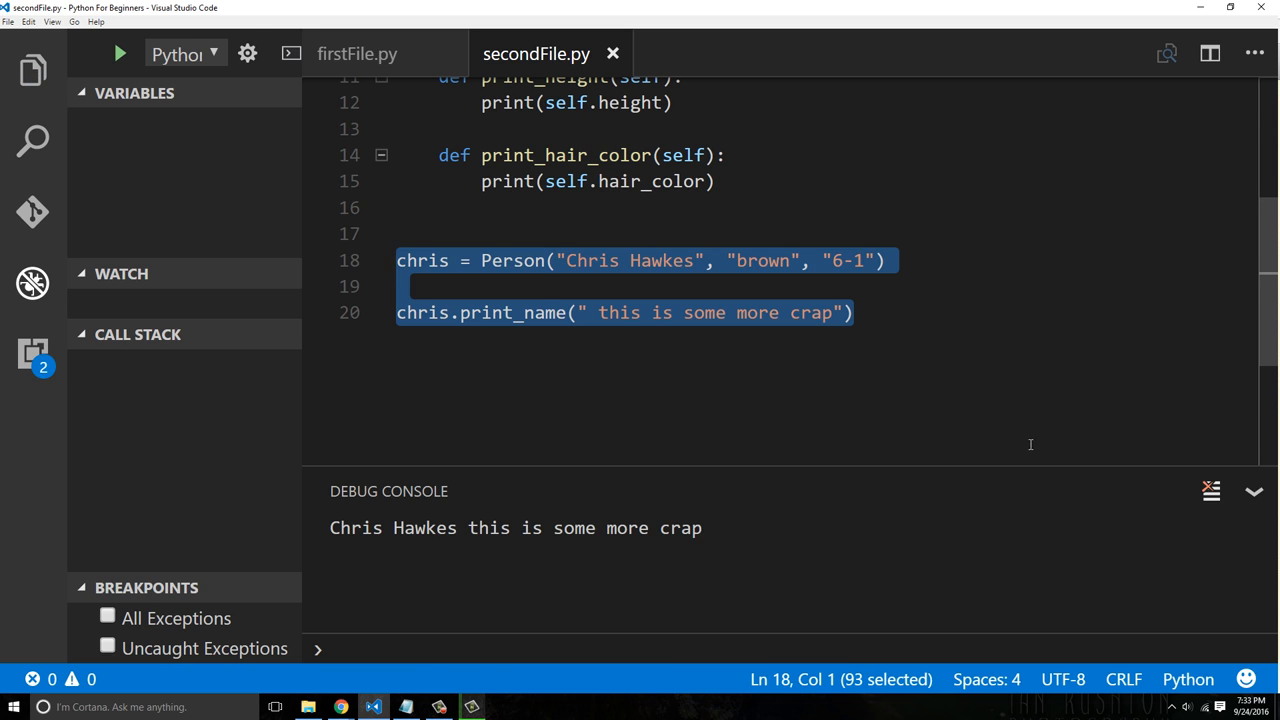 secondFile.py - Python For Beginners - Visual Studio Code
File Edit View Go Help
Pythor
firstFile.py
secondFile.py
VARIABLES
WATCH
CALL STACK
BREAKPOINTS
All Exceptions
Uncaught Exceptions
11 def print_height(self):
12 print(self.height)
13
14 def print_hair_color(self):
15 print(self.hair_color)
16
17
18 chris = Person("Chris Hawkes", "brown", "6-1")
19
20 chris.print_name(" this is some more crap")
DEBUG CONSOLE
Chris Hawkes this is some more crap
2
0 0
Ln 18, Col 1 (93 selected) Spaces: 4 UTF-8 CRLF Python
I'm Cortana. Ask me anything.
7:33 PM
9/24/2016